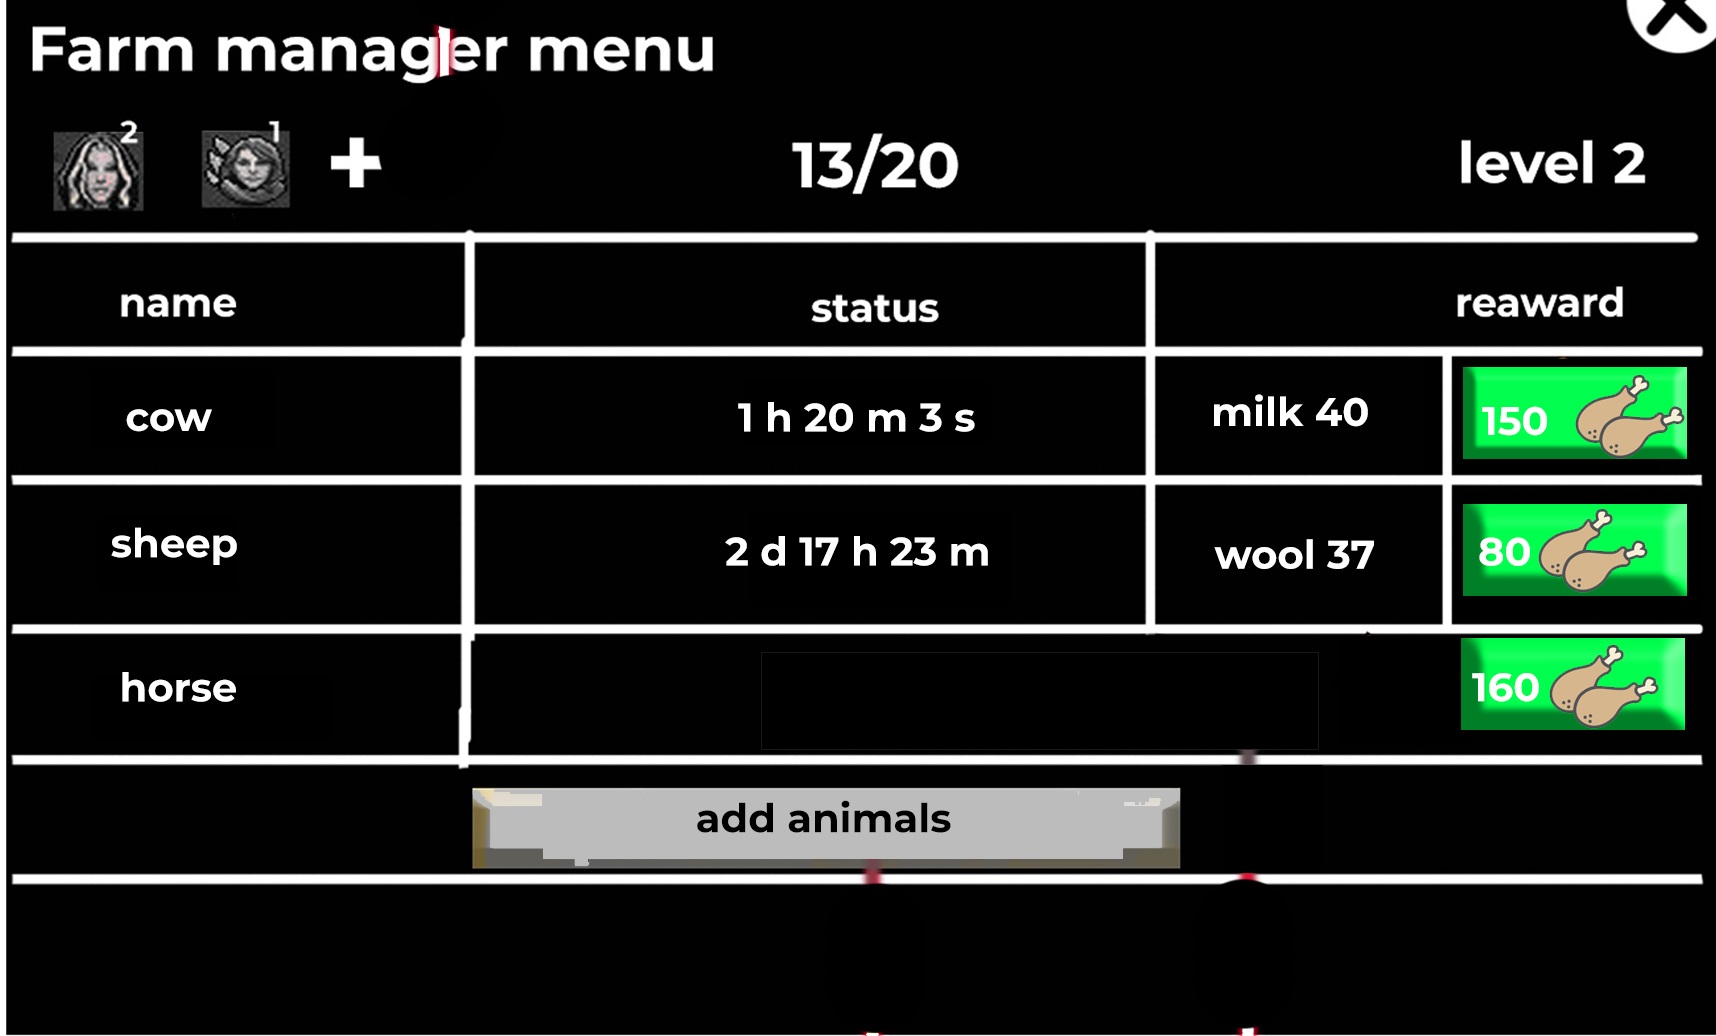 Farm manager menu
2 1 + 13/20 level 2
name status reaward
cow 1 h 20 m 3 s milk 40 150
sheep 2 d 17 h 23 m wool 37 80
horse 160
add animals